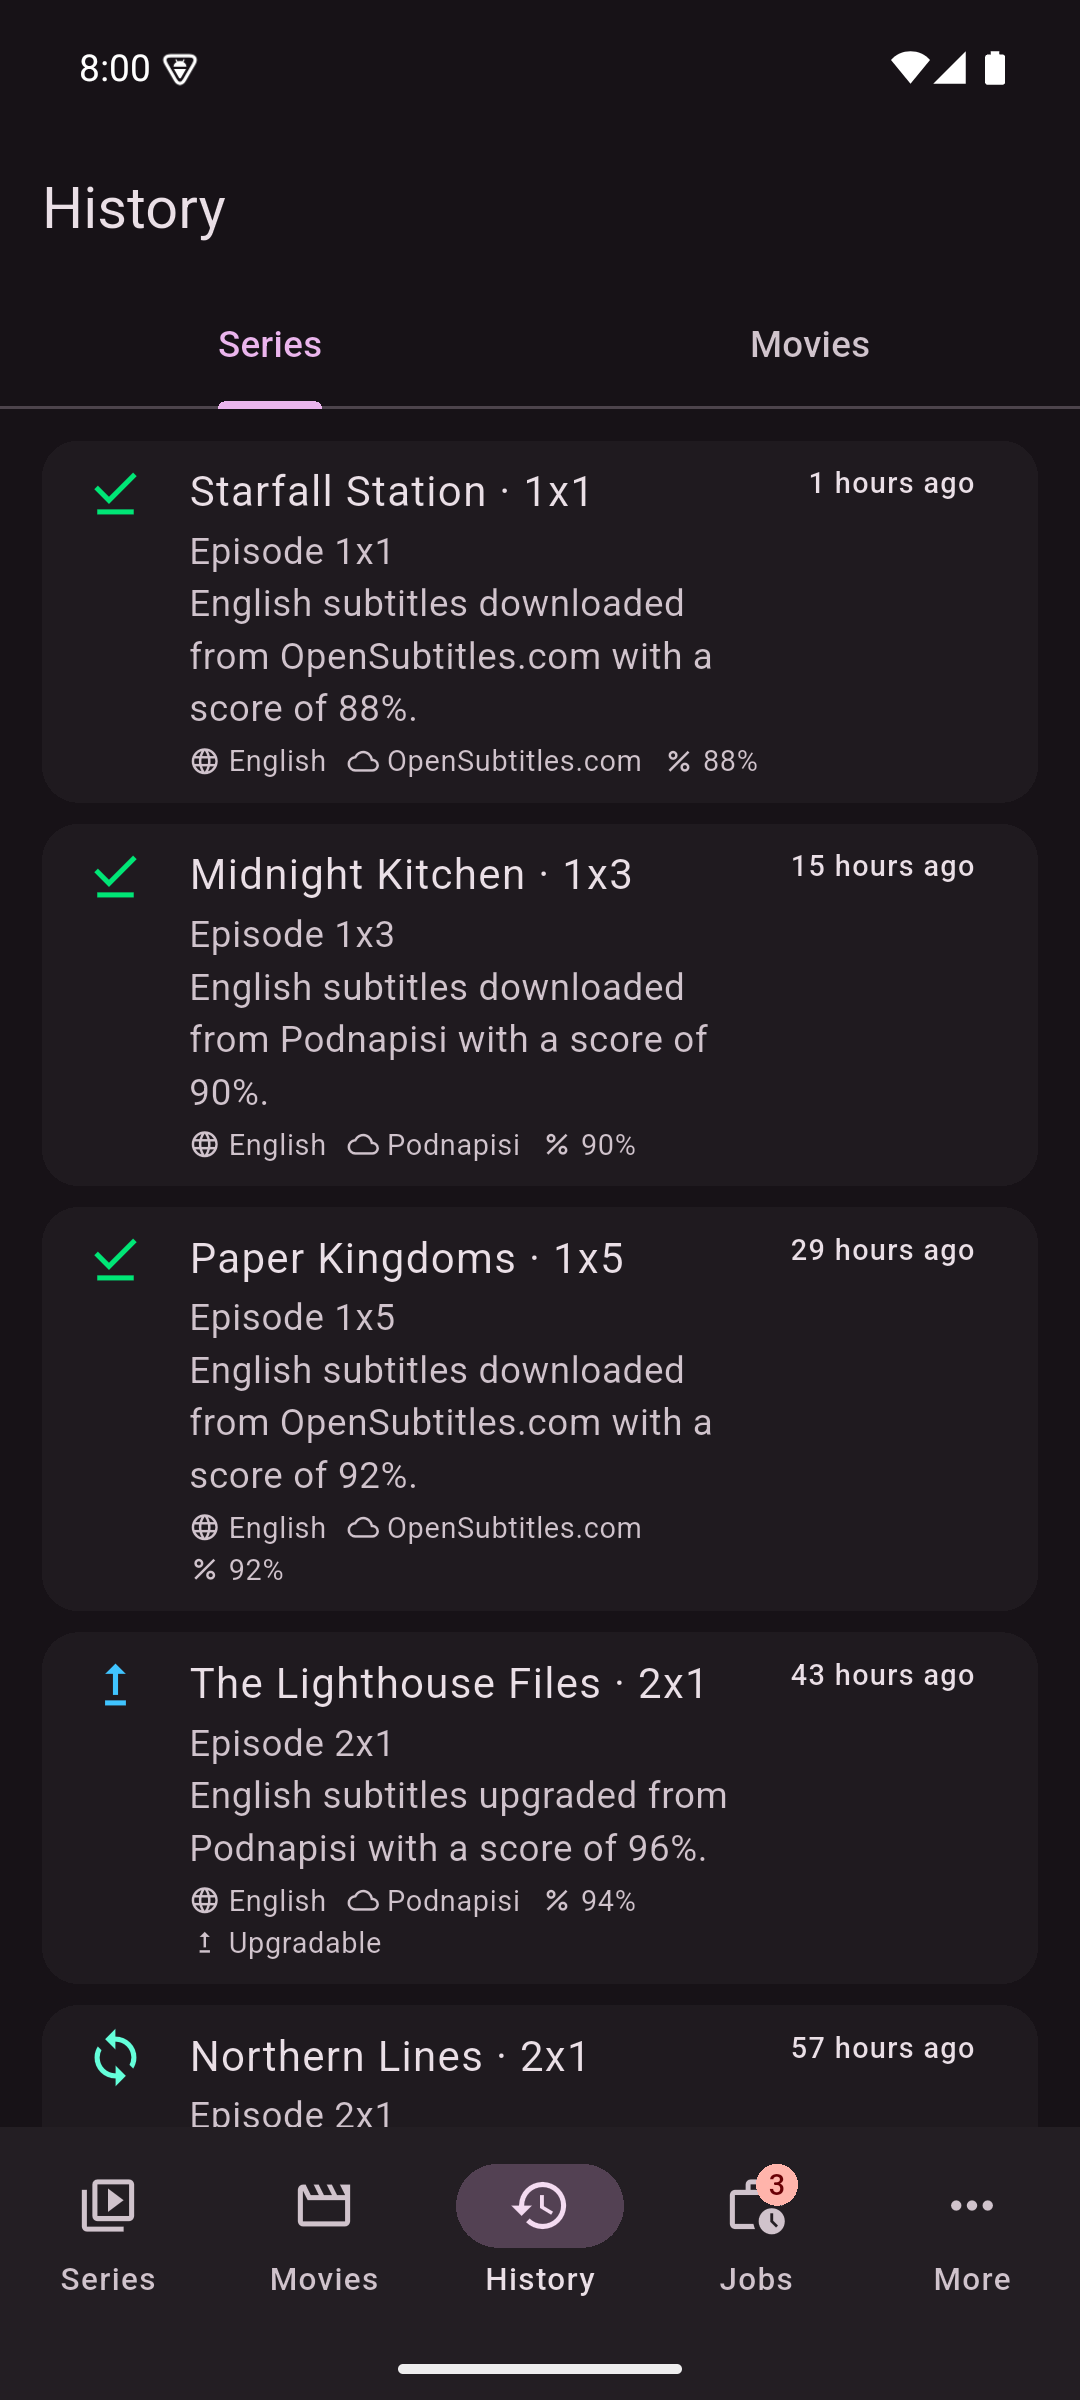 8:00
History
Series
Movies
Starfall Station · 1x1
1 hours ago
Episode 1x1
English subtitles downloaded
from OpenSubtitles.com with a
score of 88%.
English OpenSubtitles.com 88%
Midnight Kitchen · 1x3
15 hours ago
Episode 1x3
English subtitles downloaded
from Podnapisi with a score of
90%.
English Podnapisi 90%
Paper Kingdoms · 1x5
29 hours ago
Episode 1x5
English subtitles downloaded
from OpenSubtitles.com with a
score of 92%.
English OpenSubtitles.com
92%
The Lighthouse Files · 2x1
43 hours ago
Episode 2x1
English subtitles upgraded from
Podnapisi with a score of 96%.
English Podnapisi 94%
Upgradable
Northern Lines · 2x1
57 hours ago
Episode 2x1
3
Series
Movies
History
Jobs
More